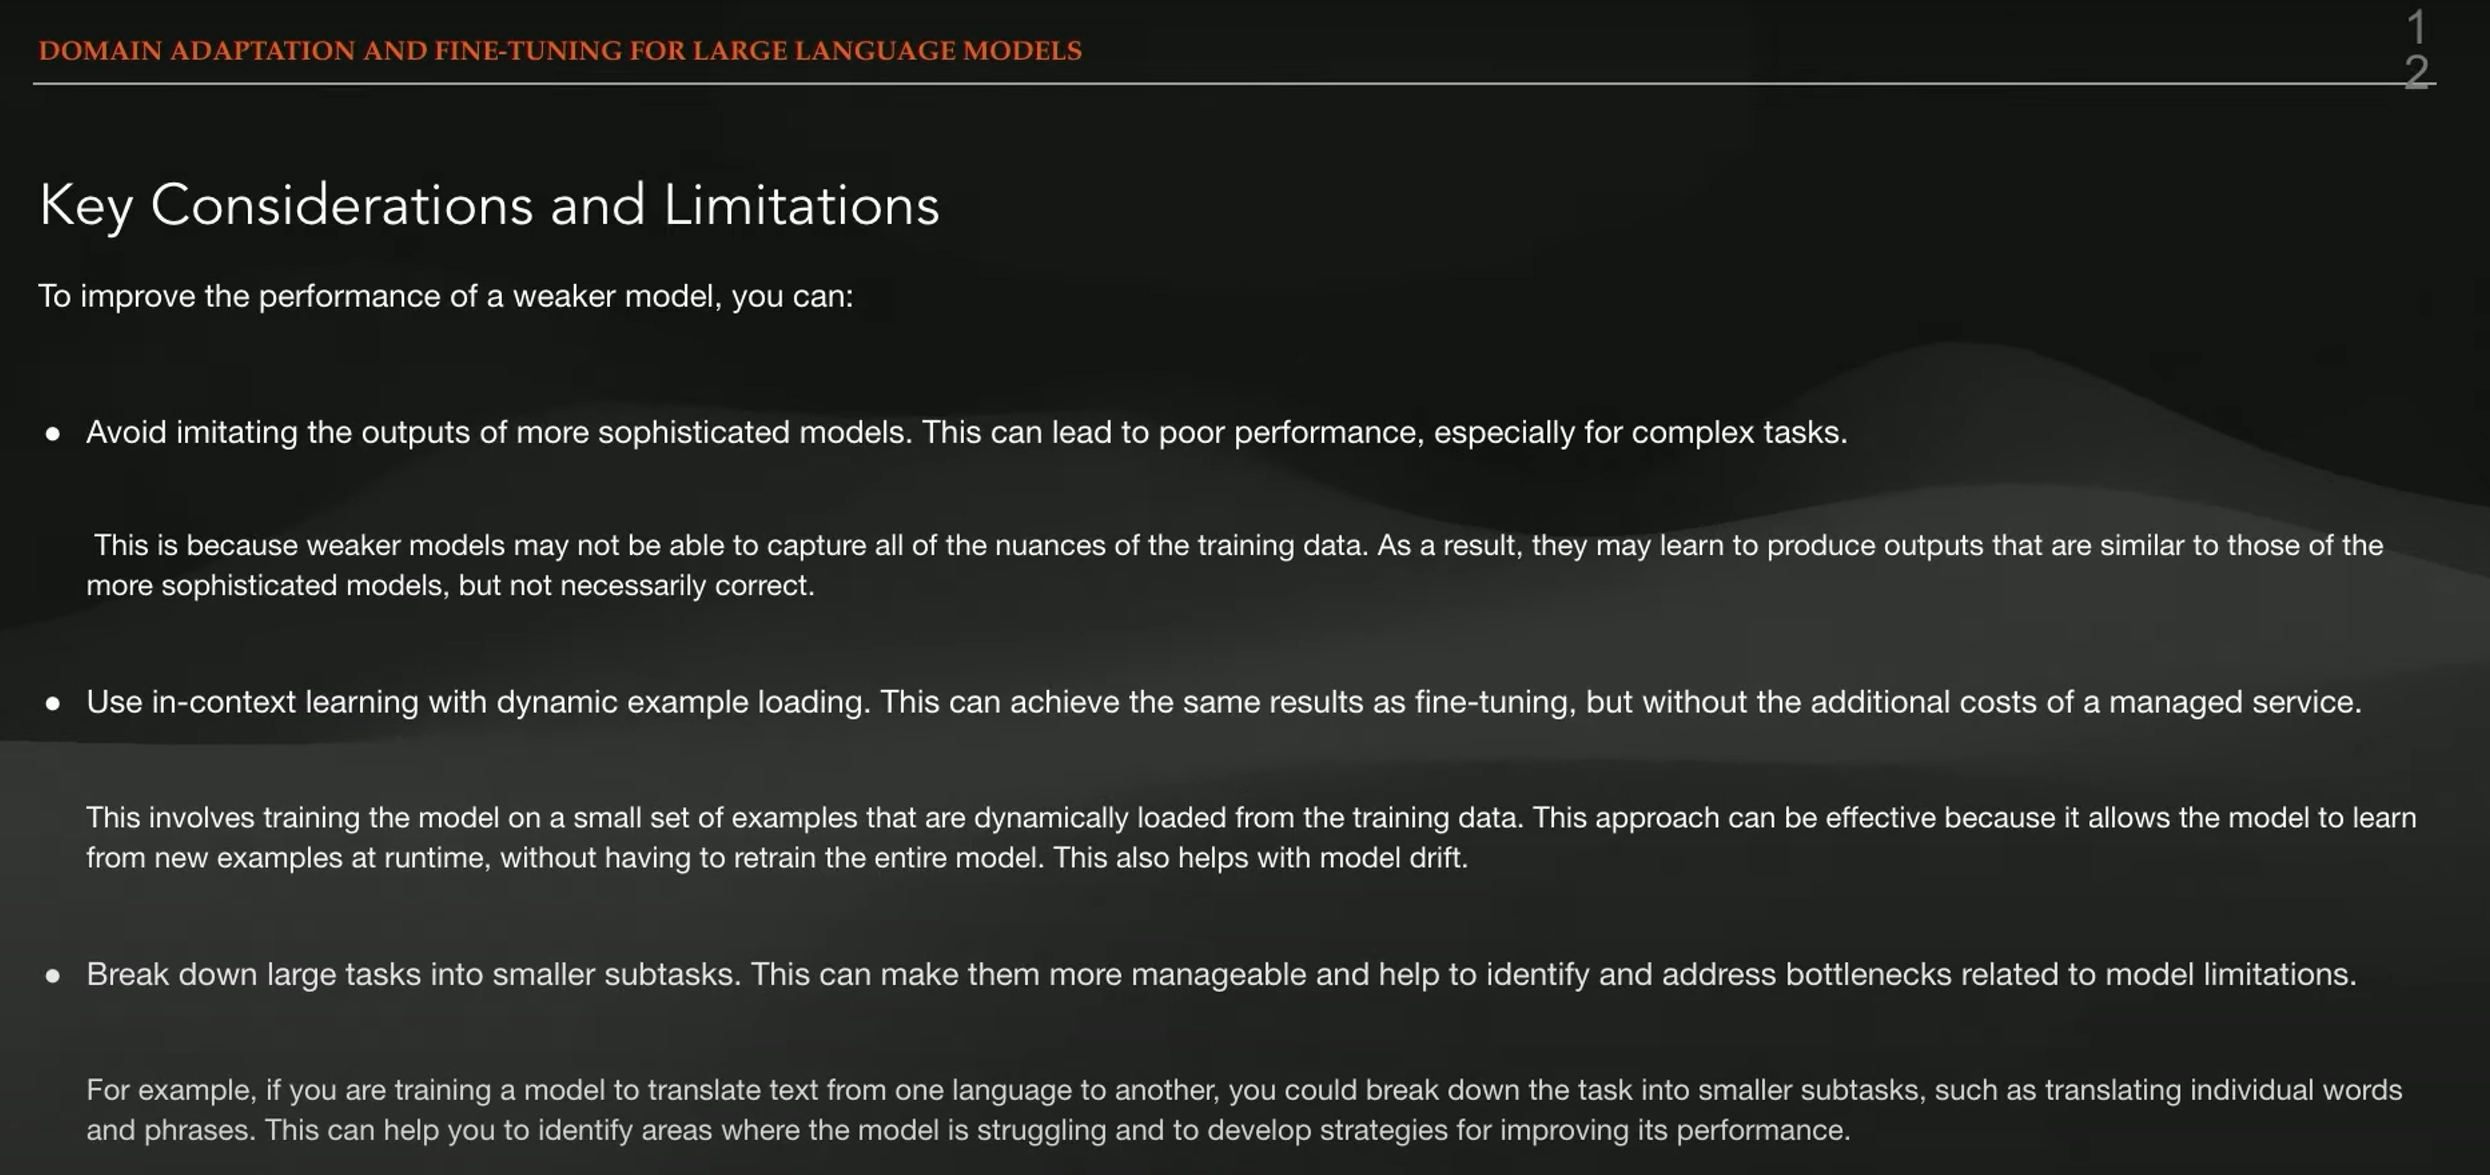 DOMAIN ADAPTATION AND FINE-TUNING FOR LARGE LANGUAGE MODELS
1
2
Key Considerations and Limitations
To improve the performance of a weaker model, you can:
● Avoid imitating the outputs of more sophisticated models. This can lead to poor performance, especially for complex tasks.
This is because weaker models may not be able to capture all of the nuances of the training data. As a result, they may learn to produce outputs that are similar to those of the
more sophisticated models, but not necessarily correct.
● Use in-context learning with dynamic example loading. This can achieve the same results as fine-tuning, but without the additional costs of a managed service.
This involves training the model on a small set of examples that are dynamically loaded from the training data. This approach can be effective because it allows the model to learn
from new examples at runtime, without having to retrain the entire model. This also helps with model drift.
● Break down large tasks into smaller subtasks. This can make them more manageable and help to identify and address bottlenecks related to model limitations.
For example, if you are training a model to translate text from one language to another, you could break down the task into smaller subtasks, such as translating individual words
and phrases. This can help you to identify areas where the model is struggling and to develop strategies for improving its performance.